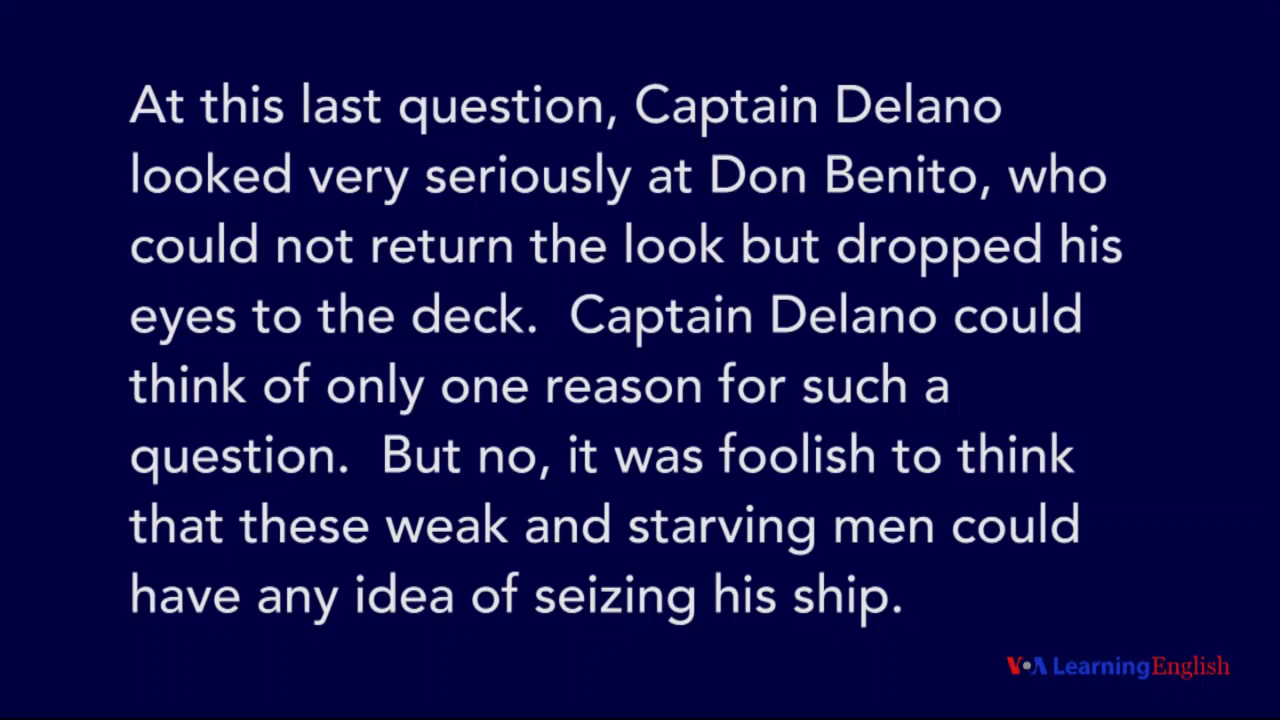 At this last question, Captain Delano
looked very seriously at Don Benito, who
could not return the look but dropped his
eyes to the deck.  Captain Delano could
think of only one reason for such a
question.  But no, it was foolish to think
that these weak and starving men could
have any idea of seizing his ship.
VOA Learning English